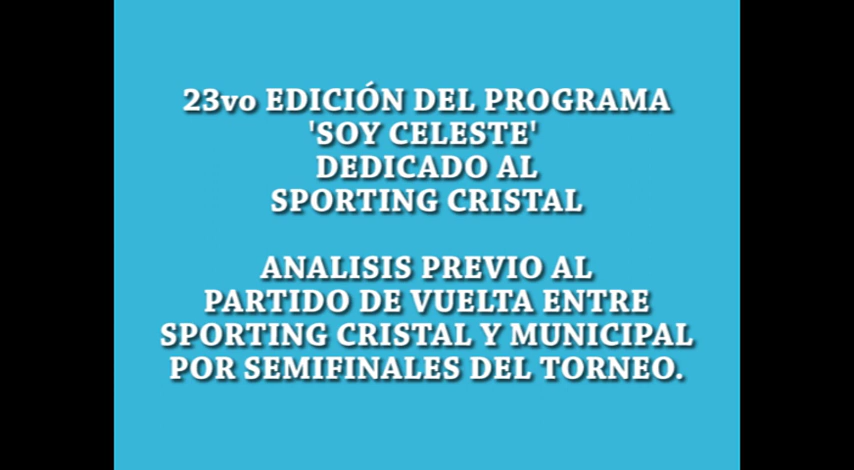 23vo EDICIÓN DEL PROGRAMA
'SOY CELESTE'
DEDICADO AL
SPORTING CRISTAL
ANALISIS PREVIO AL
PARTIDO DE VUELTA ENTRE
SPORTING CRISTAL Y MUNICIPAL
POR SEMIFINALES DEL TORNEO.